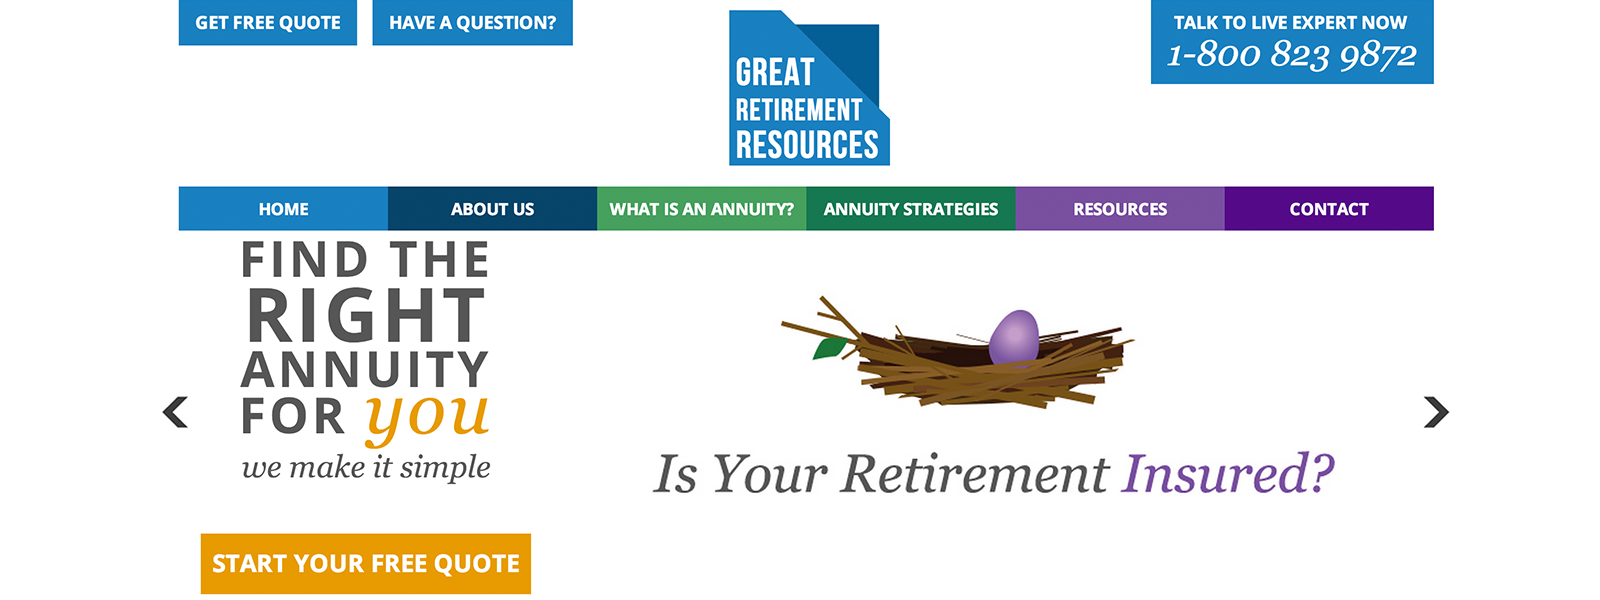 GET FREE QUOTE
HAVE A QUESTION?
GREAT
RETIREMENT
RESOURCES
TALK TO LIVE EXPERT NOW
1-800 823 9872
HOME
ABOUT US
WHAT IS AN ANNUITY?
ANNUITY STRATEGIES
RESOURCES
CONTACT
FIND THE
RIGHT
ANNUITY
FOR you
we make it simple
Is Your Retirement Insured?
START YOUR FREE QUOTE